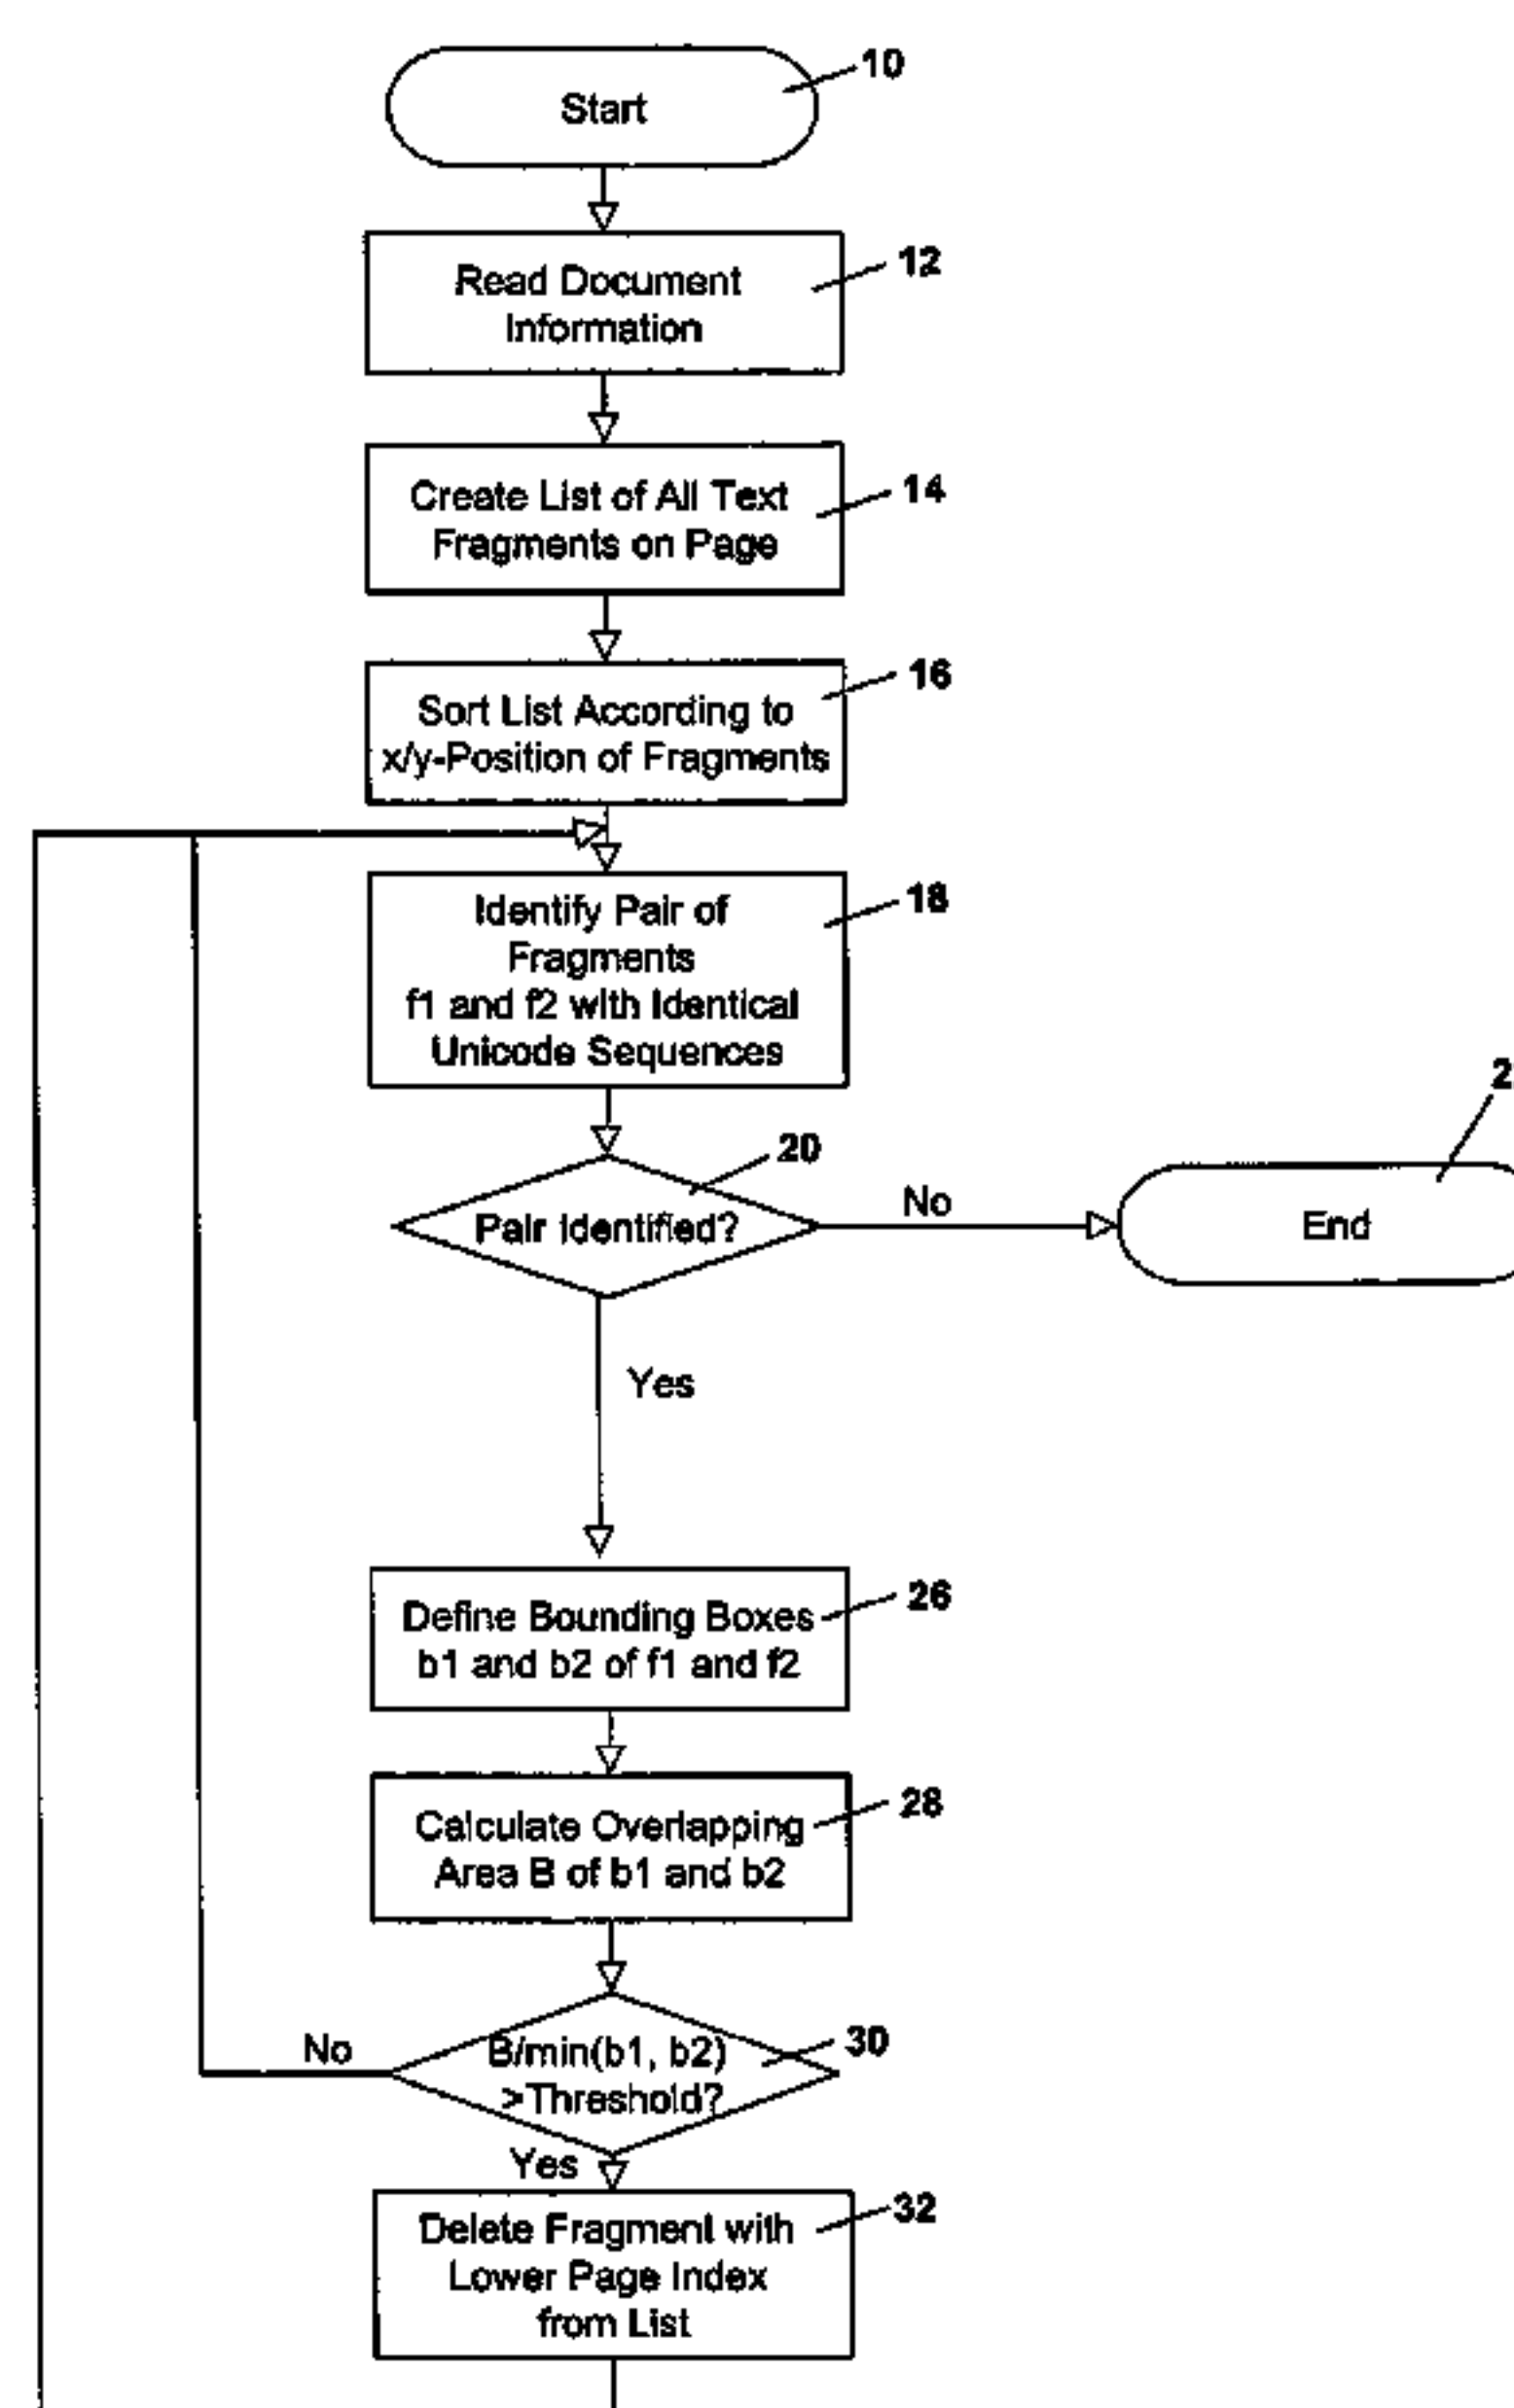 10
Start
12
Read Document
Information
14
Create List of All Text
Fragments on Page
16
Sort List According to
x/y-Position of Fragments
18
Identify Pair of
Fragments
f1 and f2 with Identical
Unicode Sequences
20
Pair Identified?
No
End
Yes
26
Define Bounding Boxes
b1 and b2 of f1 and f2
28
Calculate Overlapping
Area B of b1 and b2
30
No
B/min(b1, b2)
>Threshold?
Yes
32
Delete Fragment with
Lower Page Index
from List